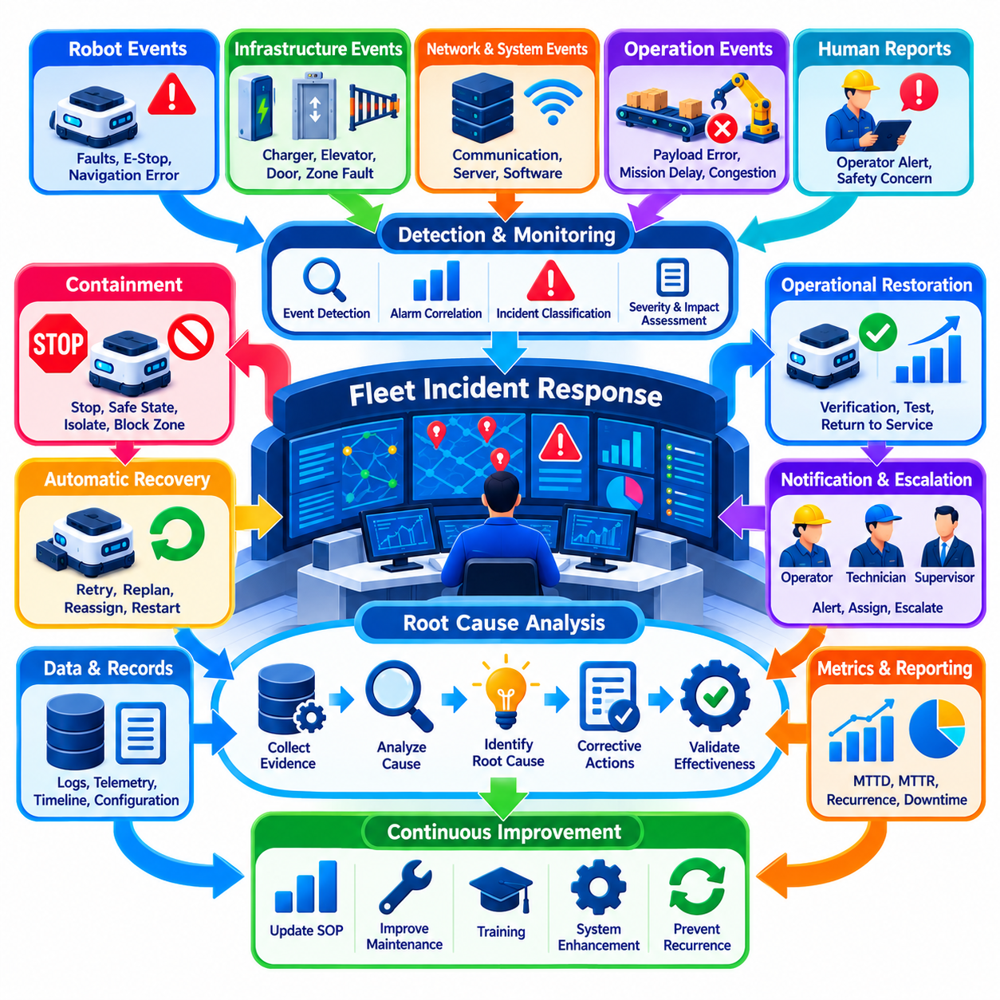 Robot Events
Faults, E-Stop,
Navigation Error
Infrastructure Events
Charger, Elevator,
Door, Zone Fault
Network & System Events
Communication,
Server, Software
Operation Events
Payload Error,
Mission Delay, Congestion
Human Reports
Operator Alert,
Safety Concern
Detection & Monitoring
Event Detection
Alarm Correlation
Incident Classification
Severity & Impact
Assessment
Containment
STOP
Stop, Safe State,
Isolate, Block Zone
Fleet Incident Response
Operational Restoration
Verification, Test,
Return to Service
Automatic Recovery
Retry, Replan,
Reassign, Restart
Notification & Escalation
Operator
Technician
Supervisor
Alert, Assign, Escalate
Root Cause Analysis
Collect
Evidence
Analyze
Cause
Identify
Root Cause
Corrective
Actions
Validate
Effectiveness
Data & Records
Logs, Telemetry,
Timeline, Configuration
Metrics & Reporting
MTTD, MTTR,
Recurrence, Downtime
Continuous Improvement
Update SOP
Improve
Maintenance
Training
System
Enhancement
Prevent
Recurrence